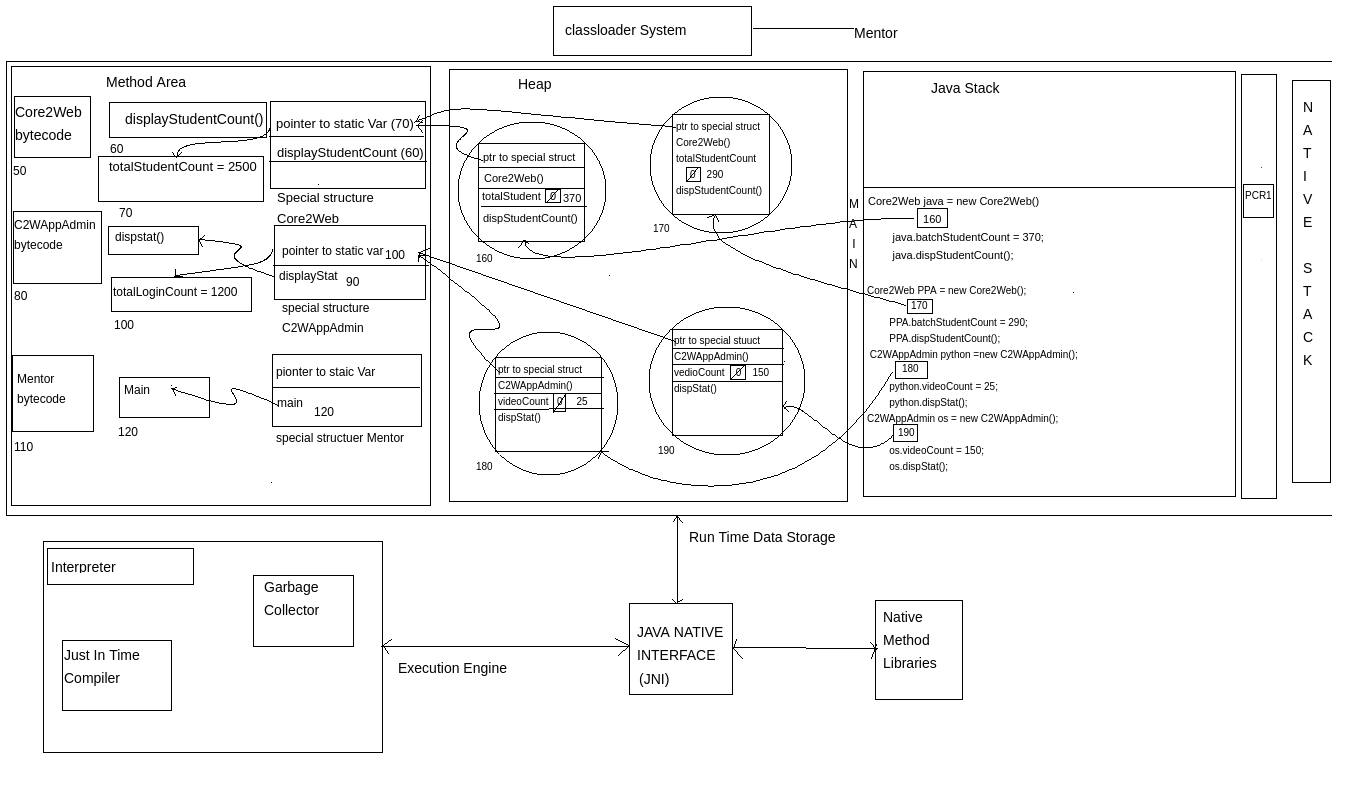 classloader System
Mentor
Method Area
Core2Web
bytecode
50
displayStudentCount()
60
totalStudentCount = 2500
70
pointer to static Var (70)
displayStudentCount (60)
Special structure
Core2Web
C2WAppAdmin
bytecode
80
dispstat()
totalLoginCount = 1200
100
pointer to static var 100
displayStat 90
special structure
C2WAppAdmin
Mentor
bytecode
110
Main
120
pionter to staic Var
main
120
special structuer Mentor
Heap
ptr to special struct
Core2Web()
totalStudent 0 370
dispStudentCount()
160
ptr to special struct
Core2Web()
totalStudentCount
0 290
dispStudentCount()
170
ptr to special struct
C2WAppAdmin()
videoCount 0 25
dispStat()
180
ptr to special stuuct
C2WAppAdmin()
vedioCount 0 150
dispStat()
190
Java Stack
M
A
I
N
Core2Web java = new Core2Web()
160
java.batchStudentCount = 370;
java.dispStudentCount();
Core2Web PPA = new Core2Web();
170
PPA.batchStudentCount = 290;
PPA.dispStudentCount();
C2WAppAdmin python =new C2WAppAdmin();
180
python.videoCount = 25;
python.dispStat();
C2WAppAdmin os = new C2WAppAdmin();
190
os.videoCount = 150;
os.dispStat();
PCR1
N
A
T
I
V
E
S
T
A
C
K
Run Time Data Storage
Interpreter
Garbage
Collector
Just In Time
Compiler
Execution Engine
JAVA NATIVE
INTERFACE
(JNI)
Native
Method
Libraries